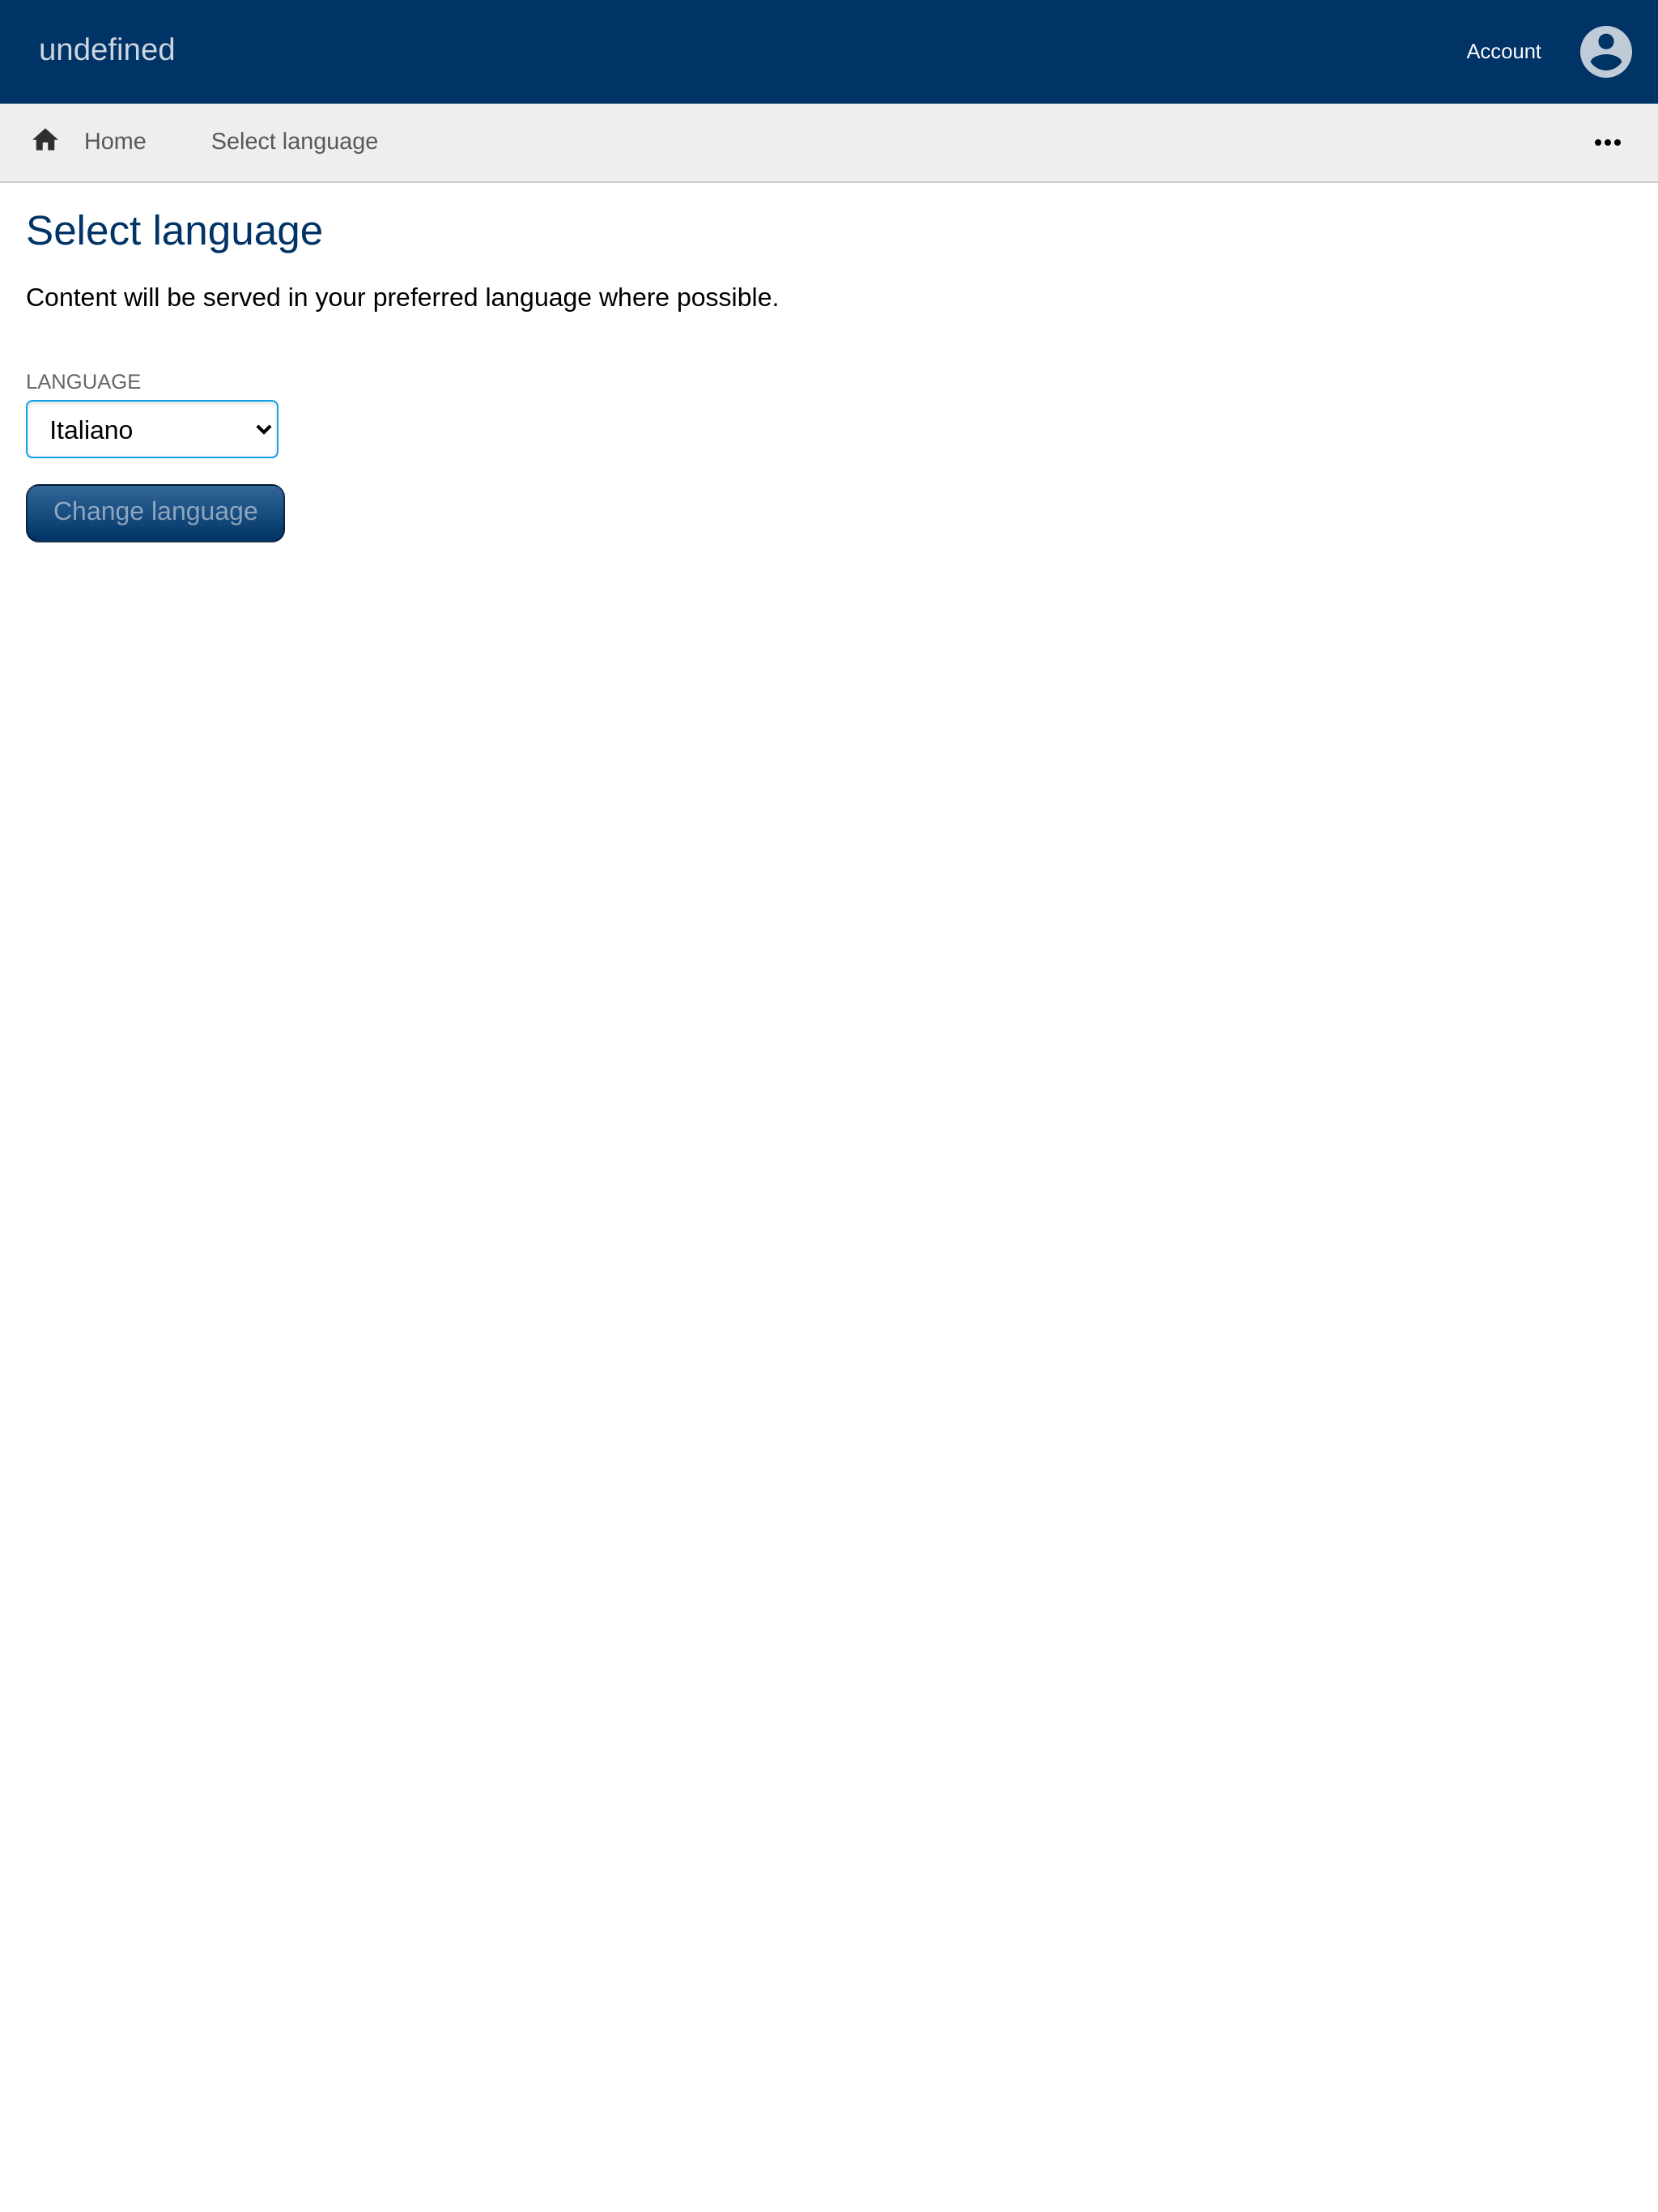 undefined
Account
Home
Select language
Select language
Content will be served in your preferred language where possible.
LANGUAGE
Italiano
Change language